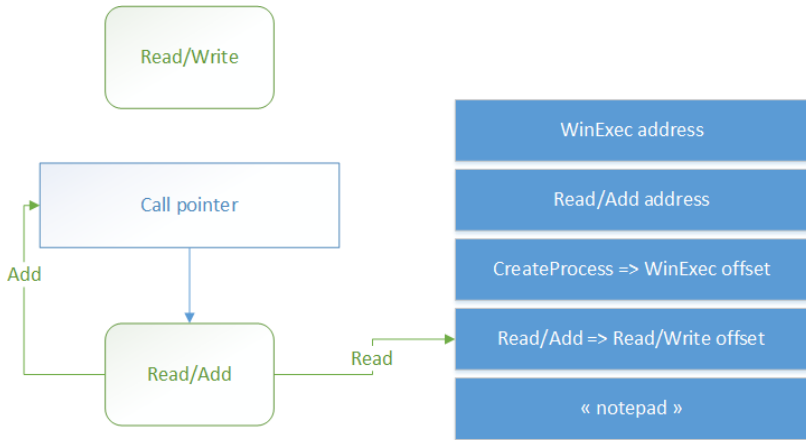 Read/Write
WinExec address
Read/Add address
Call pointer
CreateProcess => WinExec offset
Add
Read/Add => Read/Write offset
Read
Read/Add
« notepad »